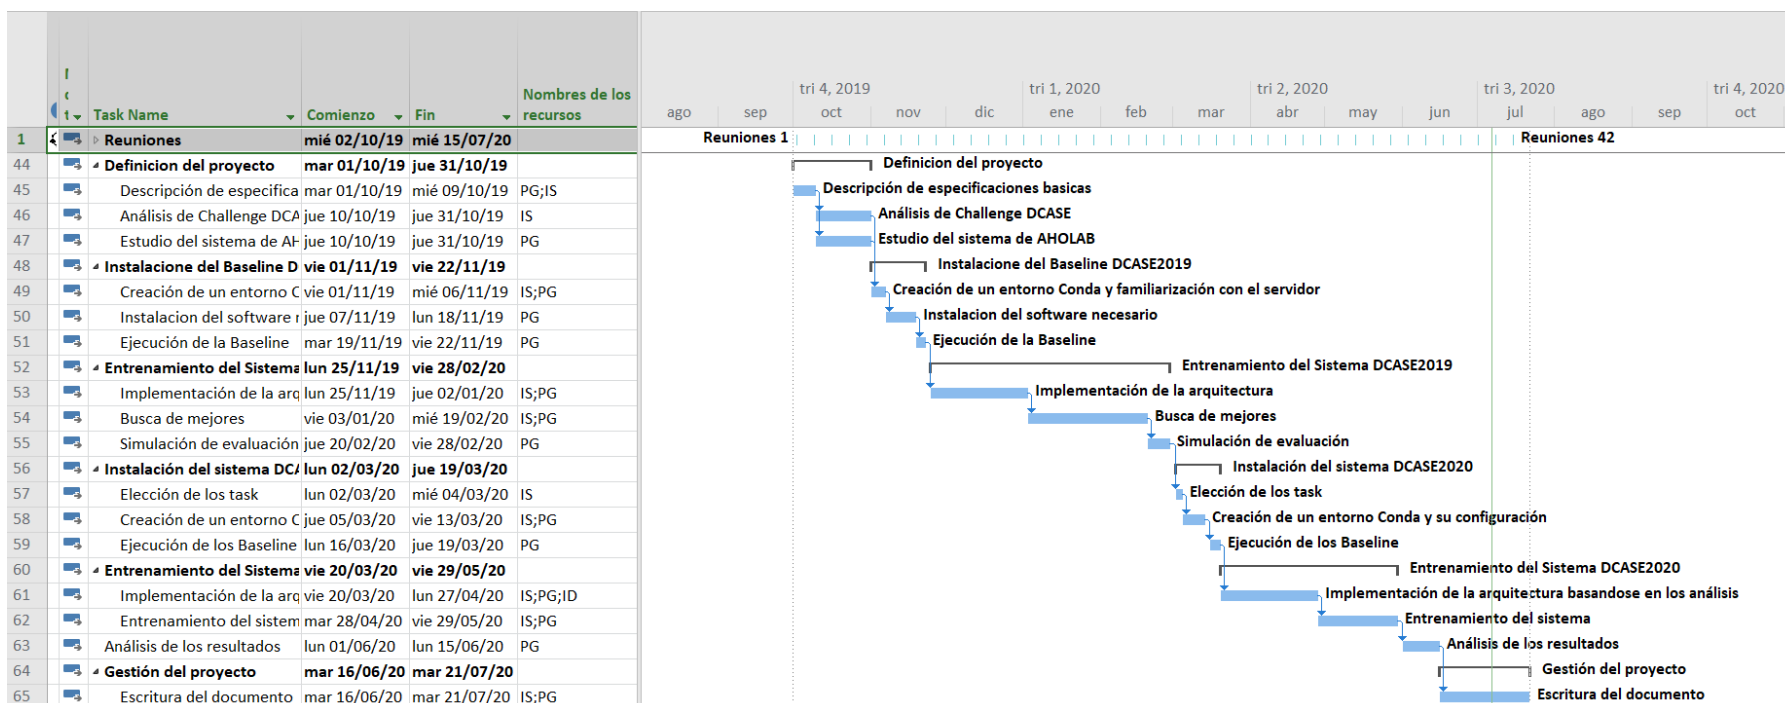 tri 4, 2019 tri 1, 2020 tri 2, 2020 tri 3, 2020 tri 4, 2020
Nombres de los
Task Name Comienzo Fin recursos ago sep oct nov dic ene feb mar abr may jun jul ago sep oct
1 Reuniones mié 02/10/19 mié 15/07/20 Reuniones 1 Reuniones 42
44 Definicion del proyecto mar 01/10/19 jue 31/10/19 Definicion del proyecto
45 Descripción de especifica mar 01/10/19 mié 09/10/19 PG;IS Descripción de especificaciones basicas
46 Análisis de Challenge DCA jue 10/10/19 jue 31/10/19 IS Análisis de Challenge DCASE
47 Estudio del sistema de AH jue 10/10/19 jue 31/10/19 PG Estudio del sistema de AHOLAB
48 Instalacione del Baseline D vie 01/11/19 vie 22/11/19 Instalacione del Baseline DCASE2019
49 Creación de un entorno C vie 01/11/19 mié 06/11/19 IS;PG Creación de un entorno Conda y familiarización con el servidor
50 Instalacion del software r jue 07/11/19 lun 18/11/19 PG Instalacion del software necesario
51 Ejecución de la Baseline mar 19/11/19 vie 22/11/19 PG Ejecución de la Baseline
52 Entrenamiento del Sistema lun 25/11/19 vie 28/02/20 Entrenamiento del Sistema DCASE2019
53 Implementación de la arq lun 25/11/19 jue 02/01/20 IS;PG Implementación de la arquitectura
54 Busca de mejores vie 03/01/20 mié 19/02/20 IS;PG Busca de mejores
55 Simulación de evaluación jue 20/02/20 vie 28/02/20 PG Simulación de evaluación
56 Instalación del sistema DCA lun 02/03/20 jue 19/03/20 Instalación del sistema DCASE2020
57 Elección de los task lun 02/03/20 mié 04/03/20 IS Elección de los task
58 Creación de un entorno C jue 05/03/20 vie 13/03/20 IS;PG Creación de un entorno Conda y su configuración
59 Ejecución de los Baseline lun 16/03/20 jue 19/03/20 PG Ejecución de los Baseline
60 Entrenamiento del Sistema vie 20/03/20 vie 29/05/20 Entrenamiento del Sistema DCASE2020
61 Implementación de la arq vie 20/03/20 lun 27/04/20 IS;PG;ID Implementación de la arquitectura basandose en los análisis
62 Entrenamiento del sistem mar 28/04/20 vie 29/05/20 IS;PG Entrenamiento del sistema
63 Análisis de los resultados lun 01/06/20 lun 15/06/20 PG Análisis de los resultados
64 Gestión del proyecto mar 16/06/20 mar 21/07/20 Gestión del proyecto
65 Escritura del documento mar 16/06/20 mar 21/07/20 IS;PG Escritura del documento